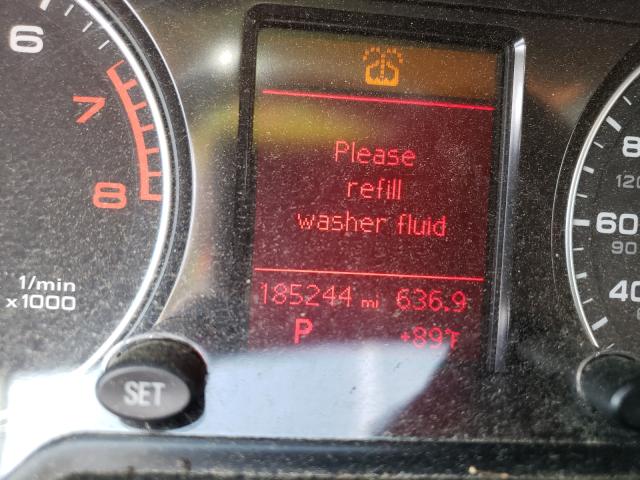 6
7
8
1/min
x1000
SET
Please
refill
washer fluid
185244 mi 636.9
P +89°F
8
120
60
90
40